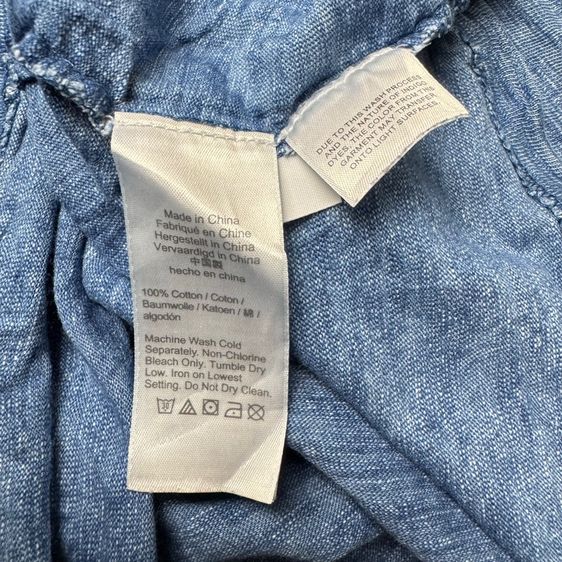 Made in China
Fabriqué en Chine
Hergestellt in China
Vervaardigd in China
中国製
hecho en china
100% Cotton / Coton /
Baumwolle / Katoen / 綿 /
algodón
Machine Wash Cold
Separately. Non-Chlorine
Bleach Only. Tumble Dry
Low. Iron on Lowest
Setting. Do Not Dry Clean.
30
DUE TO THIS WASH PROCESS
AND THE NATURE OF INDIGO
DYES, THE COLOR FROM THIS
GARMENT MAY TRANSFER
ONTO LIGHT SURFACES.